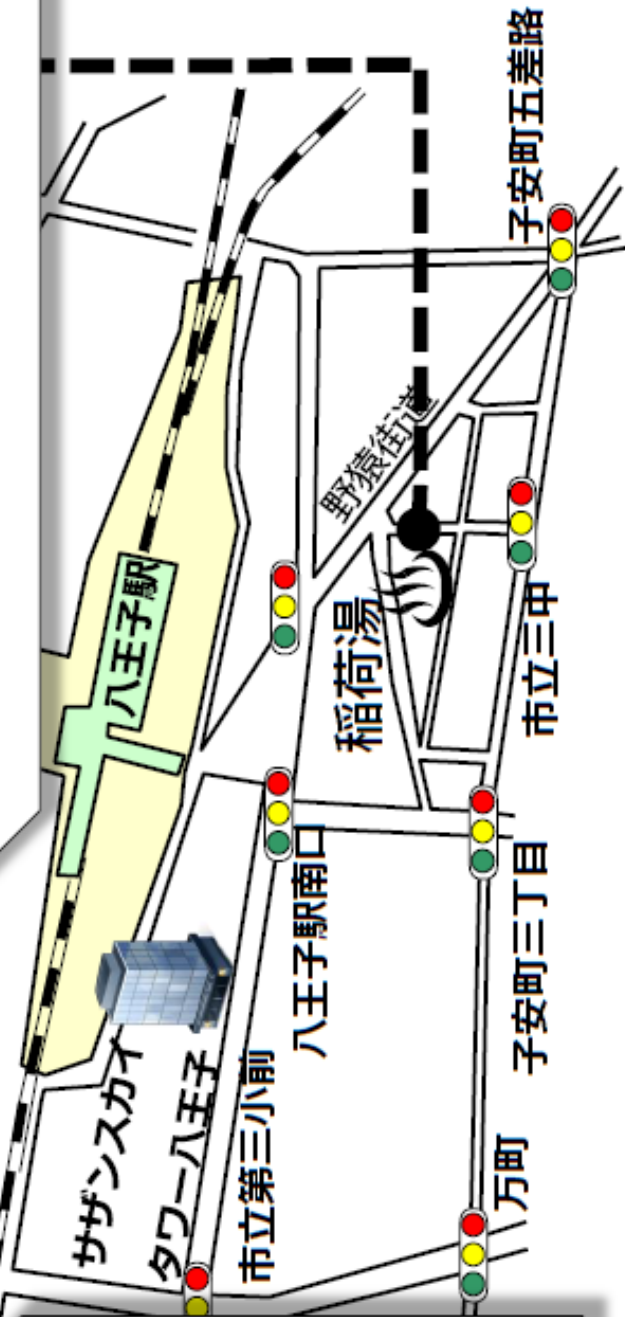 八王子駅
サザンスカイ
タワー八王子
市立第三小前
八王子駅南口
野猿街道
稲荷湯
子安町五差路
市立三中
子安町三丁目
万町